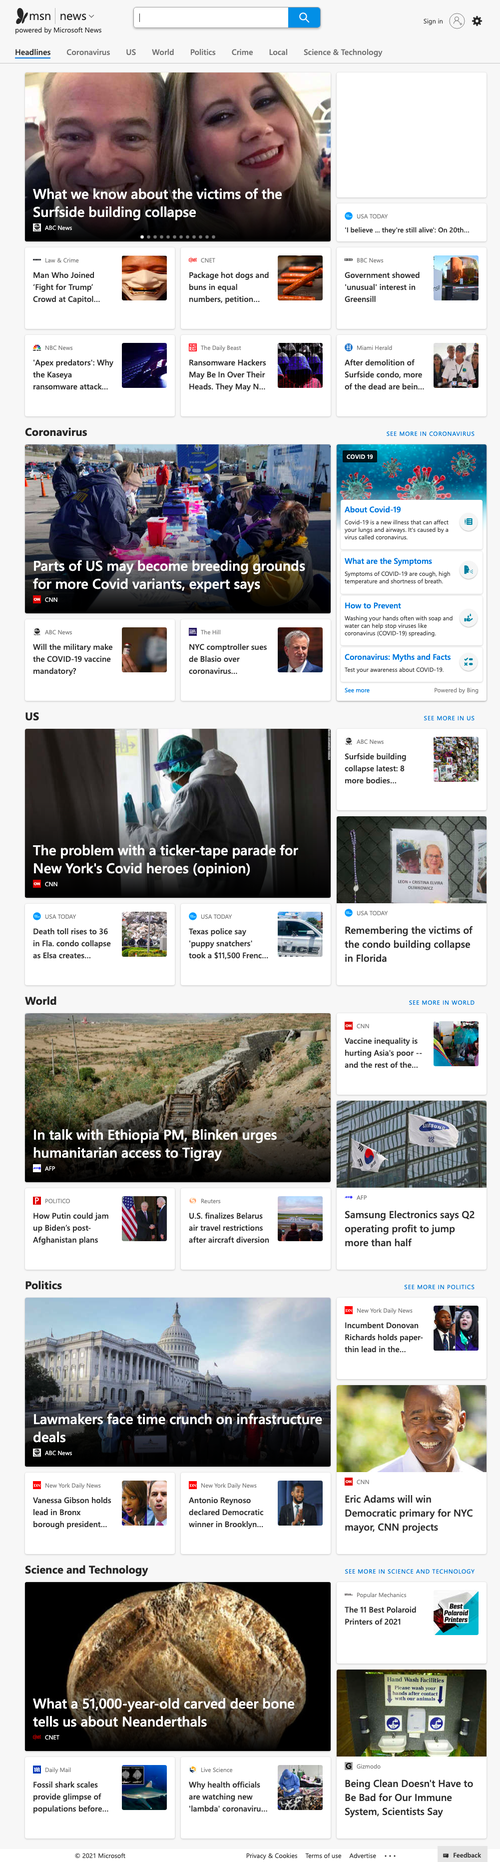 msn news
powered by Microsoft News
Sign in
Headlines Coronavirus US World Politics Crime Local Science & Technology
What we know about the victims of the
Surfside building collapse
ABC News
USA TODAY
'I believe ... they're still alive': On 20th...
Law & Crime
Man Who Joined
'Fight for Trump'
Crowd at Capitol...
CNET
Package hot dogs and
buns in equal
numbers, petition...
BBC News
Government showed
'unusual' interest in
Greensill
NBC News
'Apex predators': Why
the Kaseya
ransomware attack...
The Daily Beast
Ransomware Hackers
May Be In Over Their
Heads. They May N...
Miami Herald
After demolition of
Surfside condo, more
of the dead are bein...
Coronavirus
SEE MORE IN CORONAVIRUS
Parts of US may become breeding grounds
for more Covid variants, expert says
CNN
COVID 19
About Covid-19
Covid-19 is a new illness that can affect
your lungs and airways. It's caused by a
virus called coronavirus.
What are the Symptoms
Symptoms of COVID-19 are cough, high
temperature and shortness of breath.
How to Prevent
Washing your hands often with soap and
water can help stop viruses like
coronavirus (COVID-19) spreading.
Coronavirus: Myths and Facts
Test your awareness about COVID-19.
See more
Powered by Bing
ABC News
Will the military make
the COVID-19 vaccine
mandatory?
The Hill
NYC comptroller sues
de Blasio over
coronavirus...
US
SEE MORE IN US
The problem with a ticker-tape parade for
New York's Covid heroes (opinion)
CNN
ABC News
Surfside building
collapse latest: 8
more bodies...
LEON + CRISTINA ELVIRA
USA TODAY
Remembering the victims of
the condo building collapse
in Florida
USA TODAY
Death toll rises to 36
in Fla. condo collapse
as Elsa creates...
USA TODAY
Texas police say
'puppy snatchers'
took a $11,500 Frenc...
World
SEE MORE IN WORLD
In talk with Ethiopia PM, Blinken urges
humanitarian access to Tigray
AFP
CNN
Vaccine inequality is
hurting Asia's poor --
and the rest of the...
AFP
Samsung Electronics says Q2
operating profit to jump
more than half
POLITICO
How Putin could jam
up Biden's post-
Afghanistan plans
Reuters
U.S. finalizes Belarus
air travel restrictions
after aircraft diversion
Politics
SEE MORE IN POLITICS
Lawmakers face time crunch on infrastructure
deals
ABC News
New York Daily News
Incumbent Donovan
Richards holds paper-
thin lead in the...
CNN
Eric Adams will win
Democratic primary for NYC
mayor, CNN projects
New York Daily News
Vanessa Gibson holds
lead in Bronx
borough president...
New York Daily News
Antonio Reynoso
declared Democratic
winner in Brooklyn...
Science and Technology
SEE MORE IN SCIENCE AND TECHNOLOGY
What a 51,000-year-old carved deer bone
tells us about Neanderthals
CNET
Popular Mechanics
The 11 Best Polaroid
Printers of 2021
Best
Polaroid
Printers
Hand Wash Facilities
Please wash your
hands after contact
with our animals
Gizmodo
Being Clean Doesn't Have to
Be Bad for Our Immune
System, Scientists Say
Daily Mail
Fossil shark scales
provide glimpse of
populations before...
Live Science
Why health officials
are watching new
'lambda' coronaviru...
© 2021 Microsoft
Privacy & Cookies Terms of use Advertise
Feedback